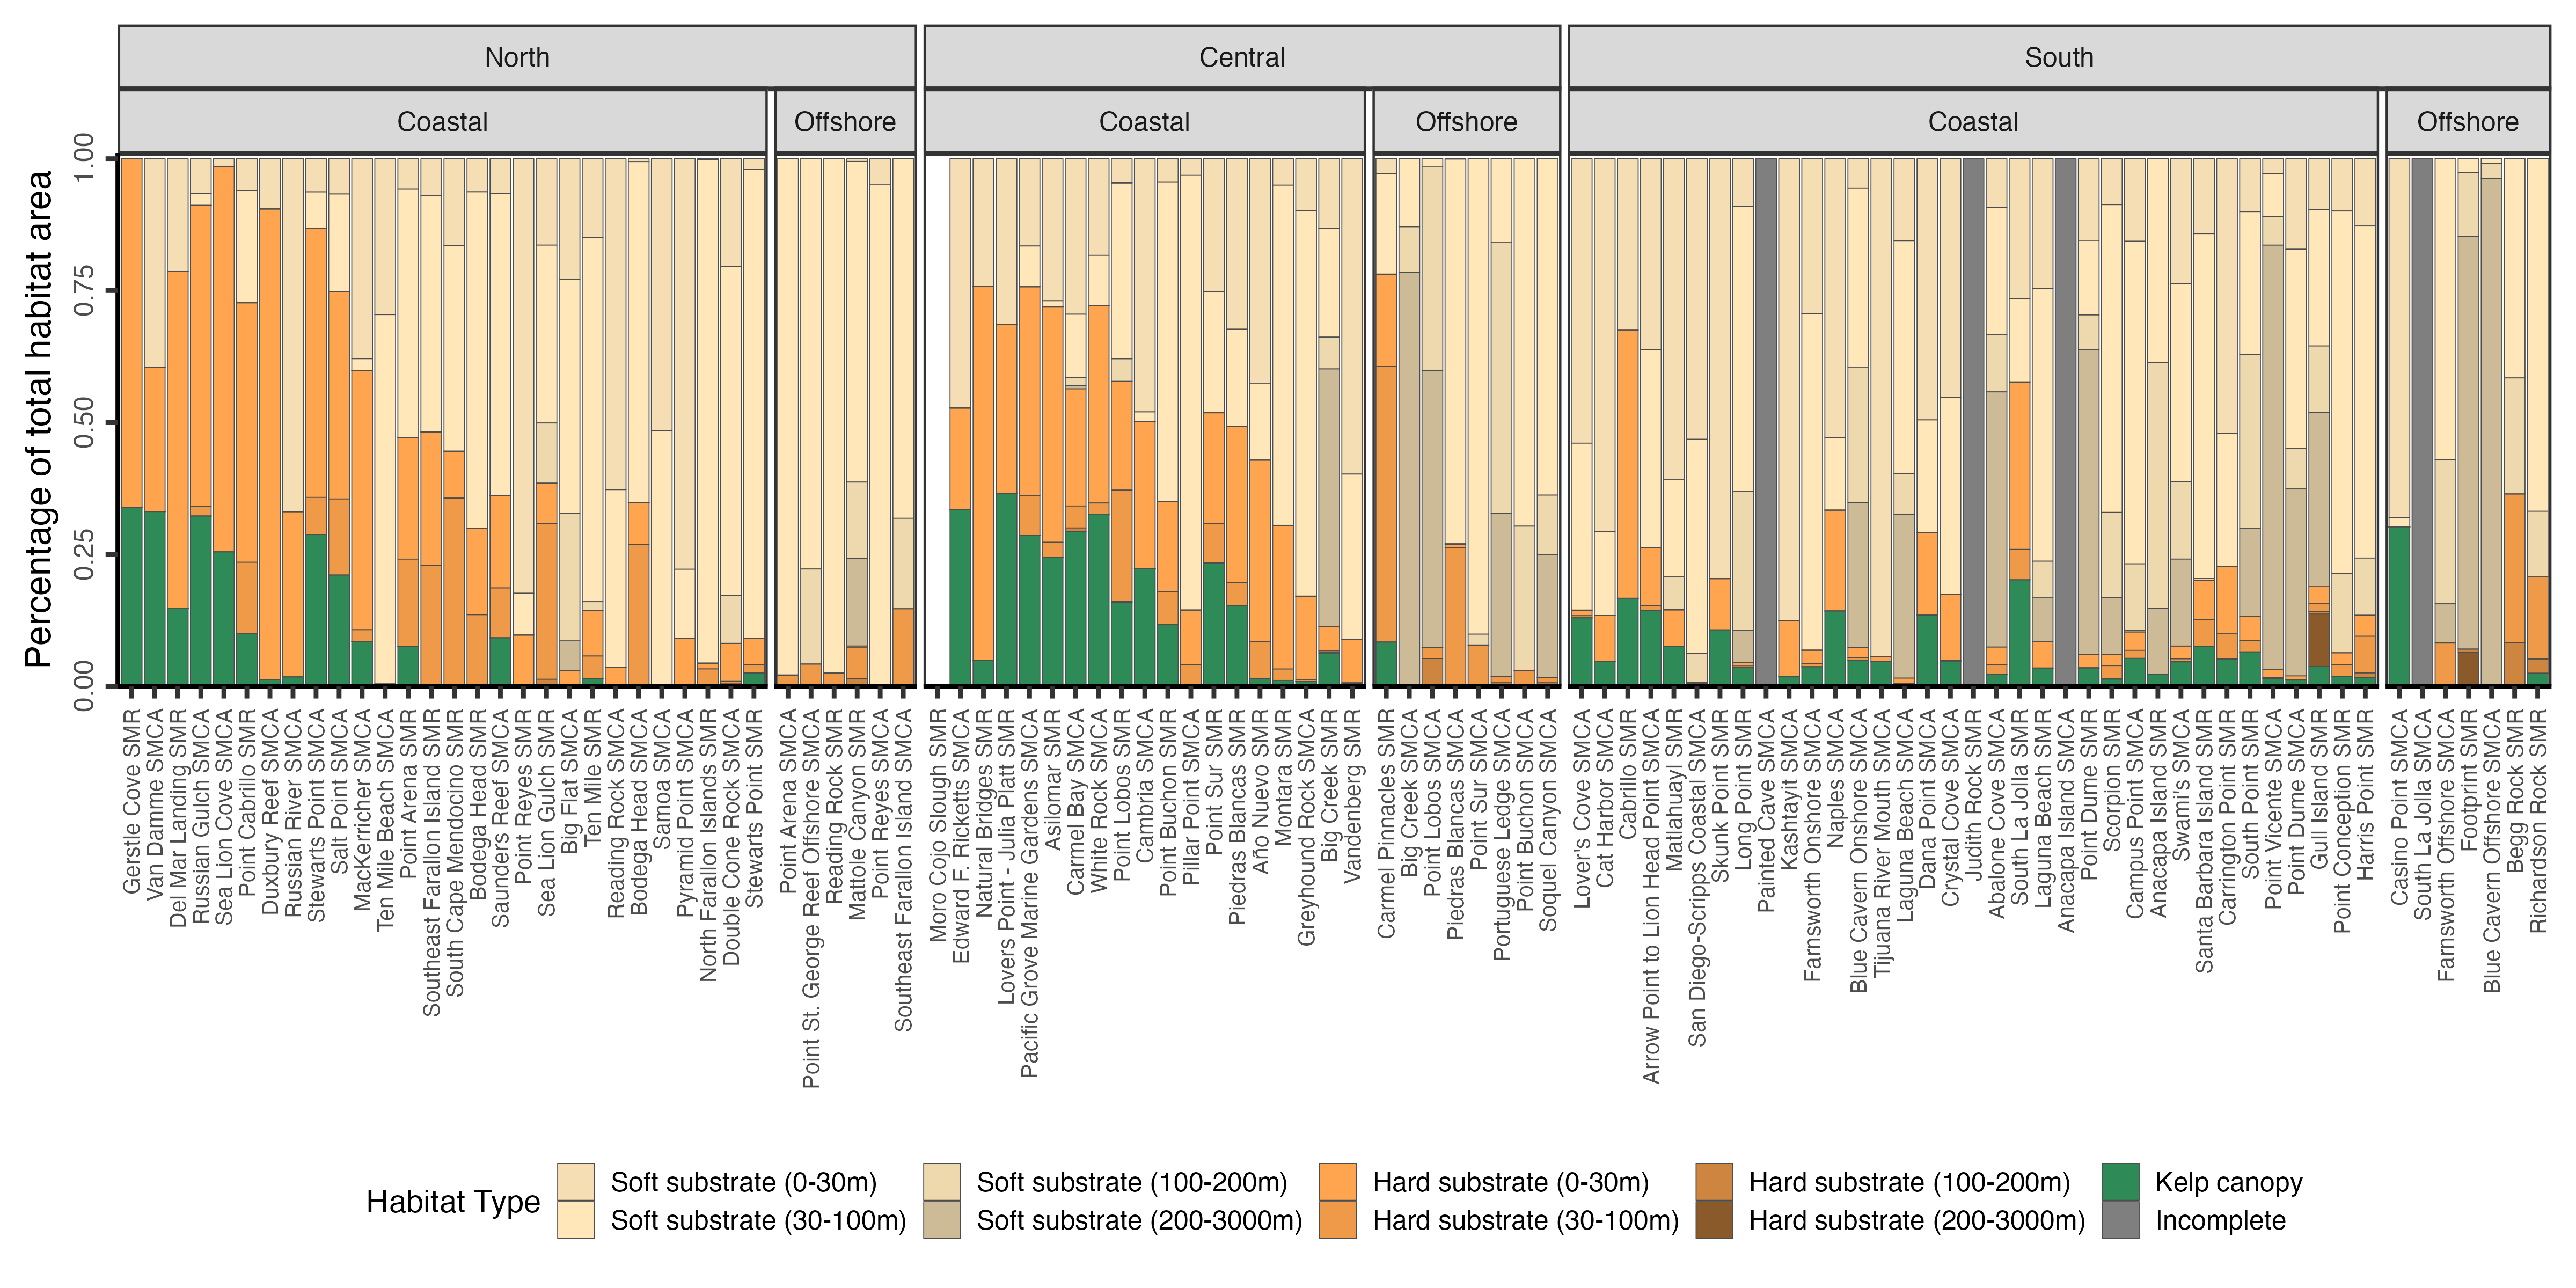 North Central South
Coastal Offshore Coastal Offshore Coastal Offshore
Percentage of total habitat area
1.00
0.75
0.50
0.25
0.00
Gerstle Cove SMR
Van Damme SMCA
Del Mar Landing SMR
Russian Gulch SMCA
Sea Lion Cove SMCA
Point Cabrillo SMR
Duxbury Reef SMCA
Russian River SMCA
Stewarts Point SMCA
Salt Point SMCA
MacKerricher SMCA
Ten Mile Beach SMCA
Point Arena SMR
Southeast Farallon Island SMR
South Cape Mendocino SMR
Bodega Head SMR
Saunders Reef SMCA
Point Reyes SMR
Sea Lion Gulch SMR
Big Flat SMCA
Ten Mile SMR
Reading Rock SMCA
Bodega Head SMCA
Samoa SMCA
Pyramid Point SMCA
North Farallon Islands SMR
Double Cone Rock SMCA
Stewarts Point SMR
Point Arena SMCA
Point St. George Reef Offshore SMCA
Reading Rock SMR
Mattole Canyon SMR
Point Reyes SMCA
Southeast Farallon Island SMCA
Moro Cojo Slough SMR
Edward F. Ricketts SMCA
Natural Bridges SMR
Lovers Point - Julia Platt SMR
Pacific Grove Marine Gardens SMCA
Asilomar SMR
Carmel Bay SMCA
White Rock SMCA
Point Lobos SMR
Cambria SMCA
Point Buchon SMR
Pillar Point SMCA
Point Sur SMR
Piedras Blancas SMR
Año Nuevo SMR
Montara SMR
Greyhound Rock SMCA
Big Creek SMR
Vandenberg SMR
Carmel Pinnacles SMR
Big Creek SMCA
Point Lobos SMCA
Piedras Blancas SMCA
Point Sur SMCA
Portuguese Ledge SMCA
Point Buchon SMCA
Soquel Canyon SMCA
Lover's Cove SMCA
Cat Harbor SMCA
Cabrillo SMR
Arrow Point to Lion Head Point SMCA
Matlahuayl SMR
San Diego-Scripps Coastal SMCA
Skunk Point SMR
Long Point SMR
Painted Cave SMCA
Kashtayit SMCA
Farnsworth Onshore SMCA
Naples SMCA
Blue Cavern Onshore SMCA
Tijuana River Mouth SMCA
Laguna Beach SMCA
Dana Point SMCA
Crystal Cove SMCA
Judith Rock SMR
Abalone Cove SMCA
South La Jolla SMR
Laguna Beach SMR
Anacapa Island SMCA
Point Dume SMR
Scorpion SMR
Campus Point SMCA
Anacapa Island SMR
Swami's SMCA
Santa Barbara Island SMR
Carrington Point SMR
South Point SMR
Point Vicente SMCA
Point Dume SMCA
Gull Island SMR
Point Conception SMR
Harris Point SMR
Casino Point SMCA
South La Jolla SMCA
Farnsworth Offshore SMCA
Footprint SMR
Blue Cavern Offshore SMCA
Begg Rock SMR
Richardson Rock SMR
Habitat Type
Soft substrate (0-30m) Soft substrate (100-200m) Hard substrate (0-30m) Hard substrate (100-200m) Kelp canopy
Soft substrate (30-100m) Soft substrate (200-3000m) Hard substrate (30-100m) Hard substrate (200-3000m) Incomplete